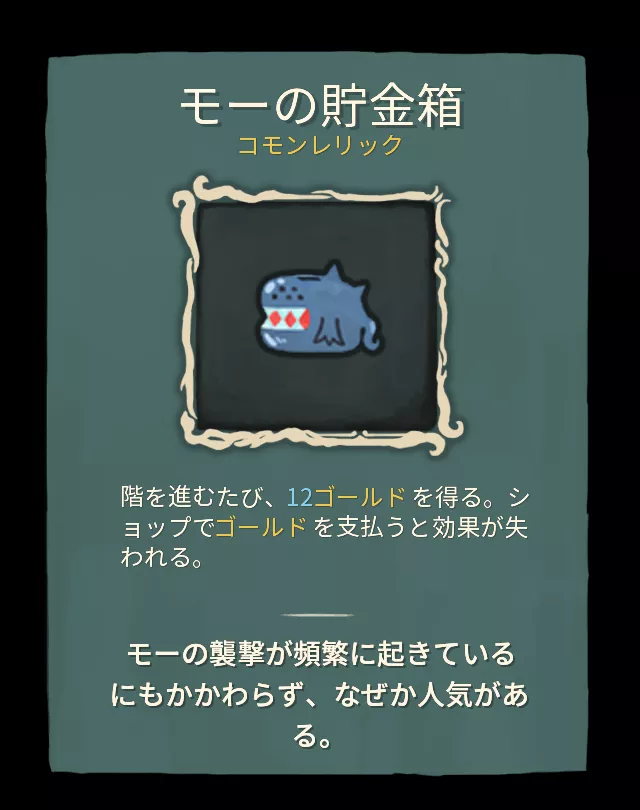 モーの貯金箱
コモンレリック
階を進むたび、12ゴールド を得る。シ
ョップでゴールド を支払うと効果が失
われる。
モーの襲撃が頻繁に起きている
にもかかわらず、なぜか人気があ
る。